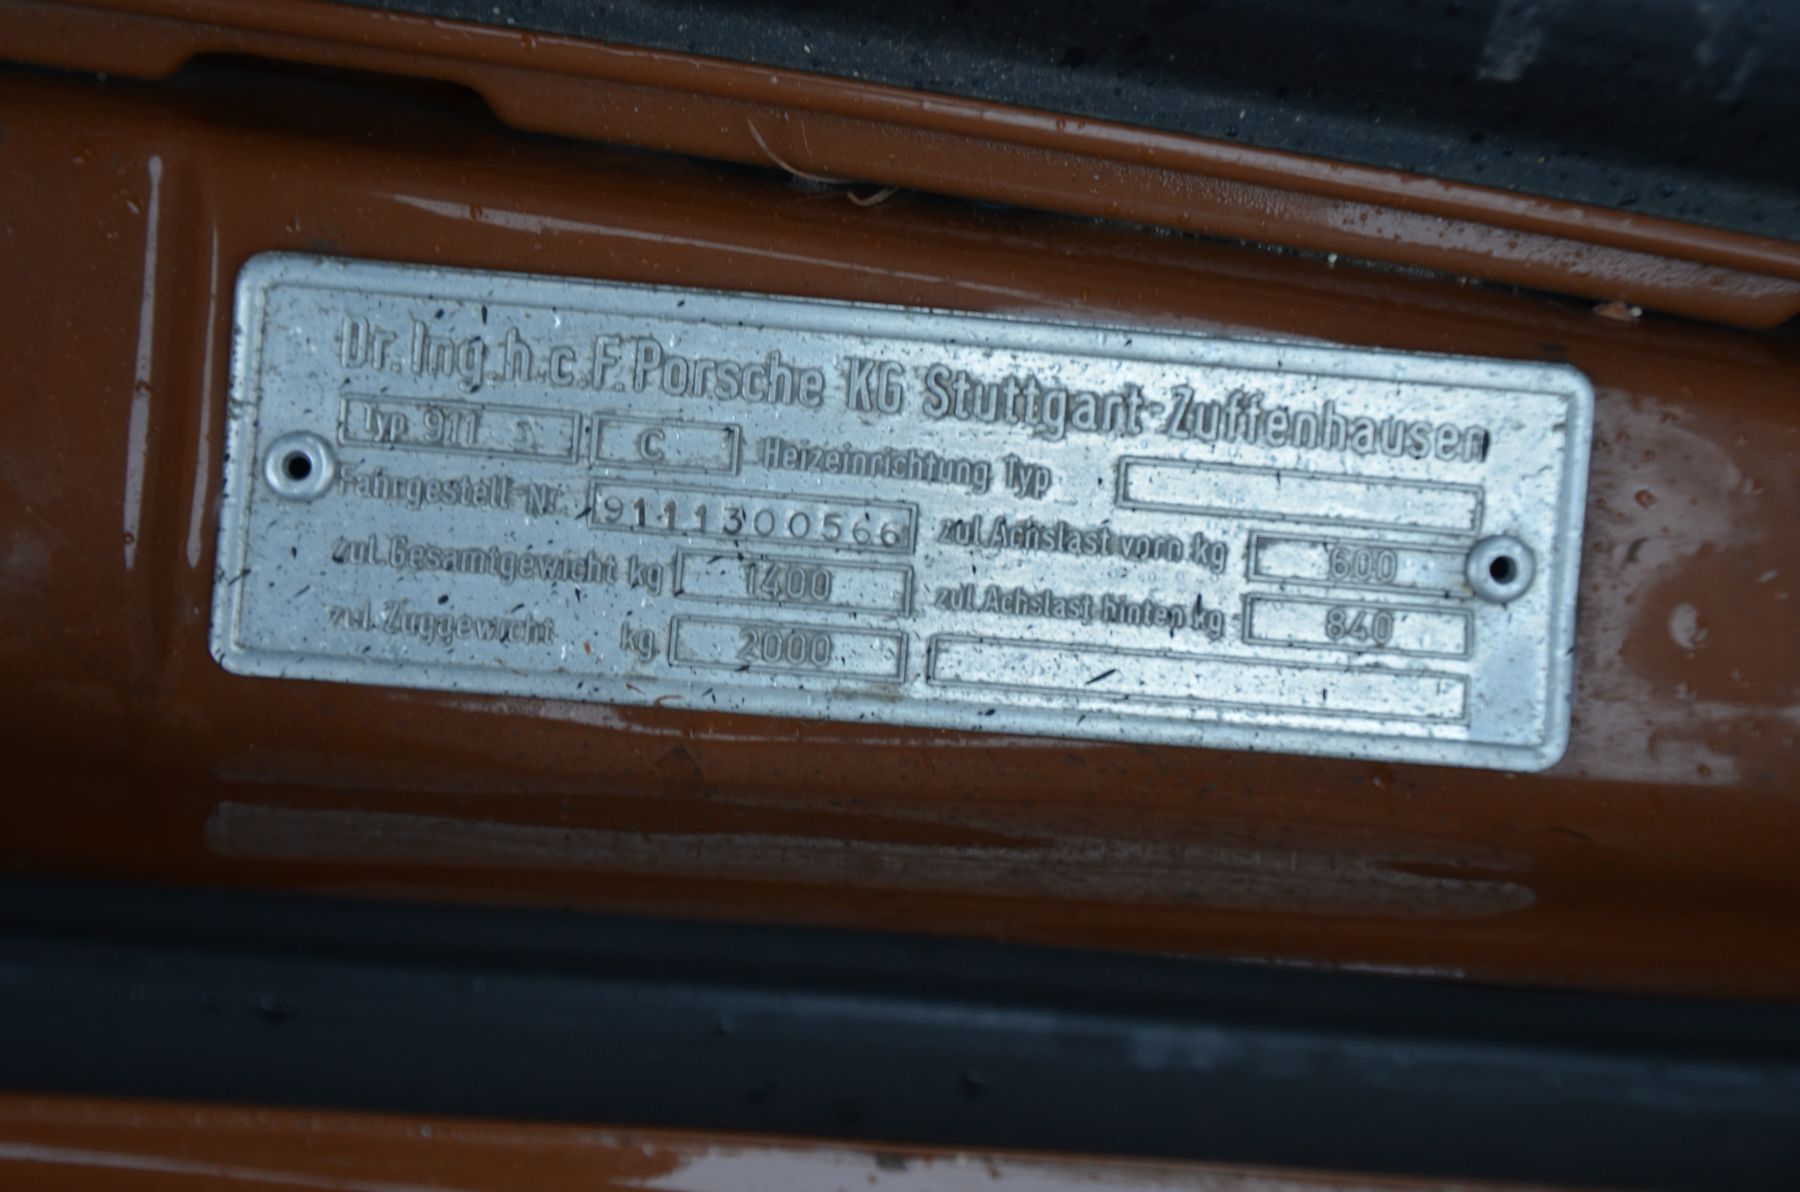 Dr. Ing. h. c. F. Porsche KG Stuttgart-Zuffenhausen
Typ 911 S C Heizeinrichtung Typ
Fahrgestell-Nr. 9111300566 zul. Achslast vorn kg 600
zul. Gesamtgewicht kg 1400 zul. Achslast hinten kg 840
zul. Zuggewicht kg 2000